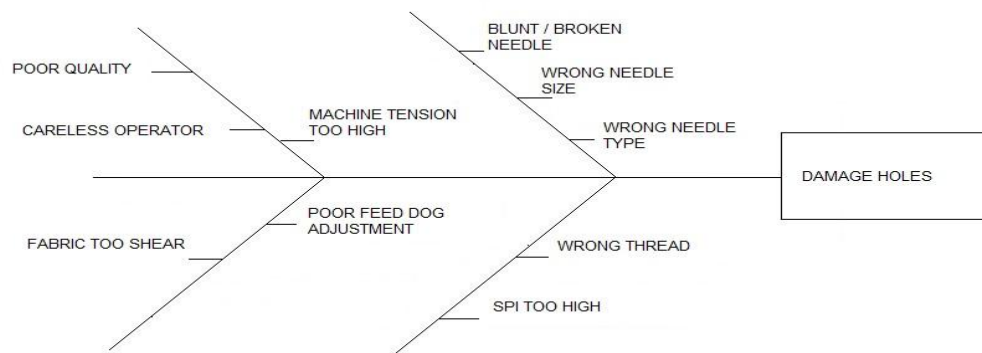 BLUNT / BROKEN
NEEDLE
POOR QUALITY
WRONG NEEDLE
SIZE
MACHINE TENSION
TOO HIGH
CARELESS OPERATOR
WRONG NEEDLE
TYPE
DAMAGE HOLES
POOR FEED DOG
ADJUSTMENT
FABRIC TOO SHEAR
WRONG THREAD
SPI TOO HIGH